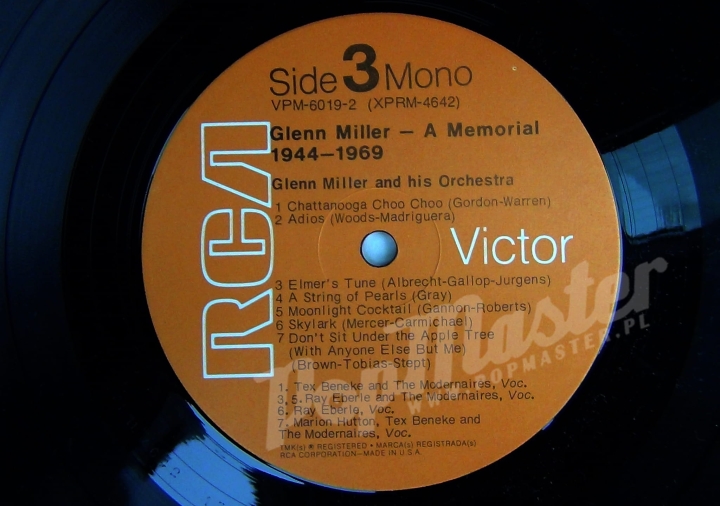 Side 3 Mono
VPM-6019-2 (XPRM-4642)
Glenn Miller — A Memorial
1944—1969
Glenn Miller and his Orchestra
1 Chattanooga Choo Choo (Gordon-Warren)
2 Adios (Woods-Madriguera)
RCA
Victor
3 Elmer's Tune (Albrecht-Gallop-Jurgens)
4 A String of Pearls (Gray)
5 Moonlight Cocktail (Gannon-Roberts)
6 Skylark (Mercer-Carmichael)
7 Don't Sit Under the Apple Tree
(With Anyone Else But Me)
(Brown-Tobias-Stept)
1. Tex Beneke and The Modernaires, Voc.
3, 5. Ray Eberle and The Modernaires, Voc.
6. Ray Eberle, Voc.
7. Marion Hutton, Tex Beneke and
The Modernaires, Voc.
TMK(s) ® REGISTERED • MARCA(s) REGISTRADA(s)
RCA CORPORATION—MADE IN U.S.A.
PopMaster
WWW.POPMASTER.PL